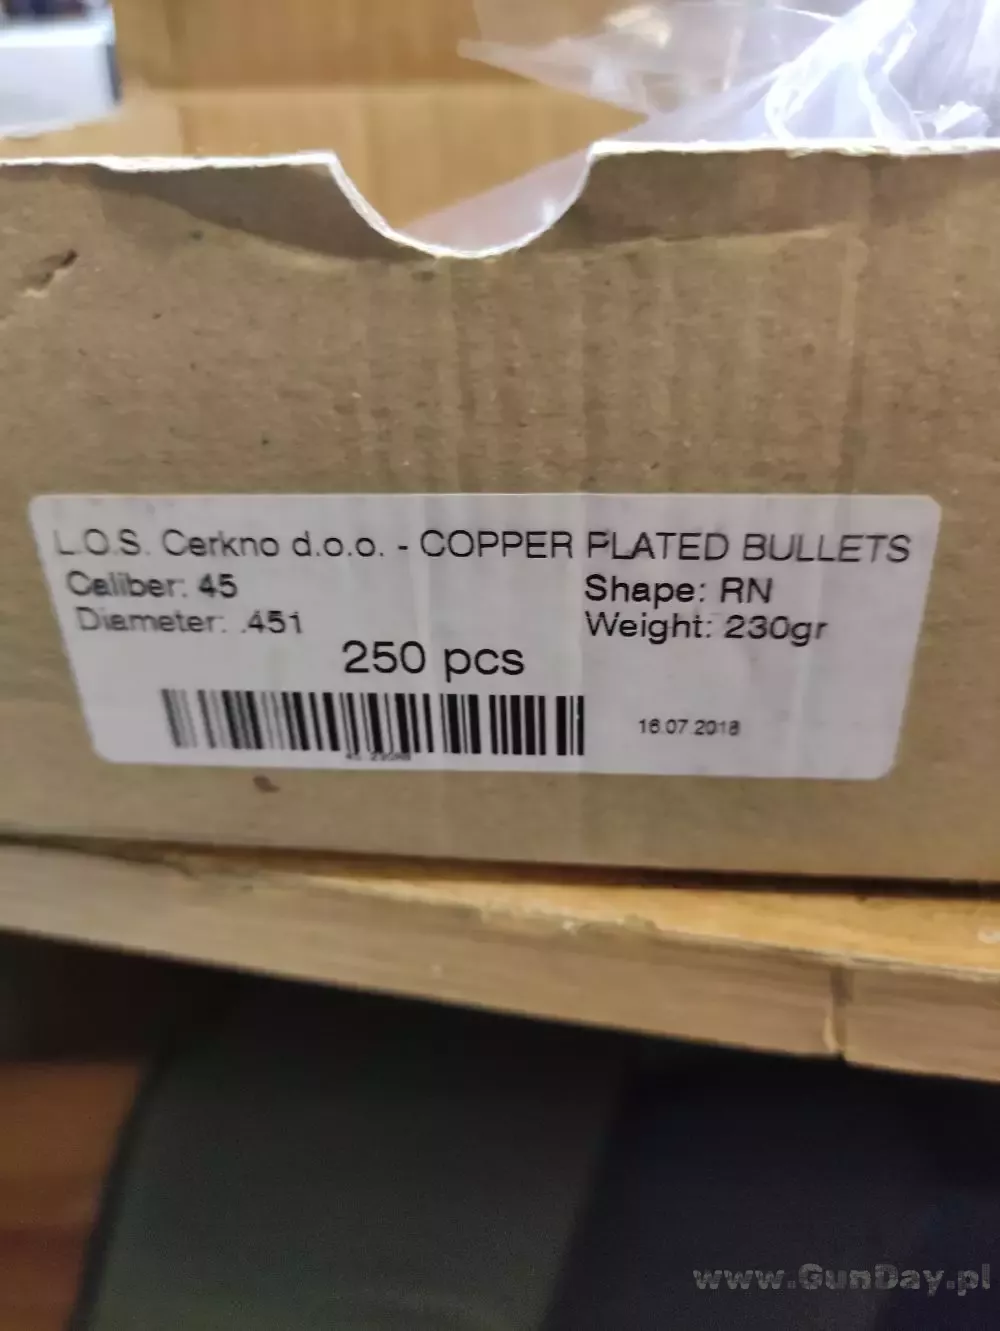 L.O.S. Cerkno d.o.o. - COPPER PLATED BULLETS
Caliber: 45 Shape: RN
Diameter: .451 Weight: 230gr
250 pcs
16.07.2018
www.GunDay.pl